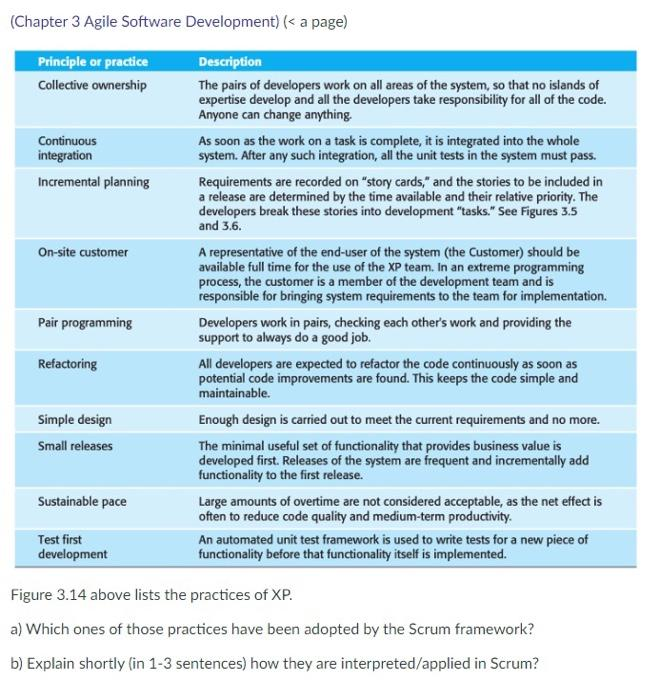 (Chapter 3 Agile Software Development) (< a page)
Principle or practice Description
Collective ownership The pairs of developers work on all areas of the system, so that no islands of
expertise develop and all the developers take responsibility for all of the code.
Anyone can change anything.
Continuous As soon as the work on a task is complete, it is integrated into the whole
integration system. After any such integration, all the unit tests in the system must pass.
Incremental planning Requirements are recorded on "story cards," and the stories to be included in
a release are determined by the time available and their relative priority. The
developers break these stories into development "tasks." See Figures 3.5
and 3.6.
On-site customer A representative of the end-user of the system (the Customer) should be
available full time for the use of the XP team. In an extreme programming
process, the customer is a member of the development team and is
responsible for bringing system requirements to the team for implementation.
Pair programming Developers work in pairs, checking each other's work and providing the
support to always do a good job.
Refactoring All developers are expected to refactor the code continuously as soon as
potential code improvements are found. This keeps the code simple and
maintainable.
Simple design Enough design is carried out to meet the current requirements and no more.
Small releases The minimal useful set of functionality that provides business value is
developed first. Releases of the system are frequent and incrementally add
functionality to the first release.
Sustainable pace Large amounts of overtime are not considered acceptable, as the net effect is
often to reduce code quality and medium-term productivity.
Test first An automated unit test framework is used to write tests for a new piece of
development functionality before that functionality itself is implemented.
Figure 3.14 above lists the practices of XP.
a) Which ones of those practices have been adopted by the Scrum framework?
b) Explain shortly (in 1-3 sentences) how they are interpreted/applied in Scrum?